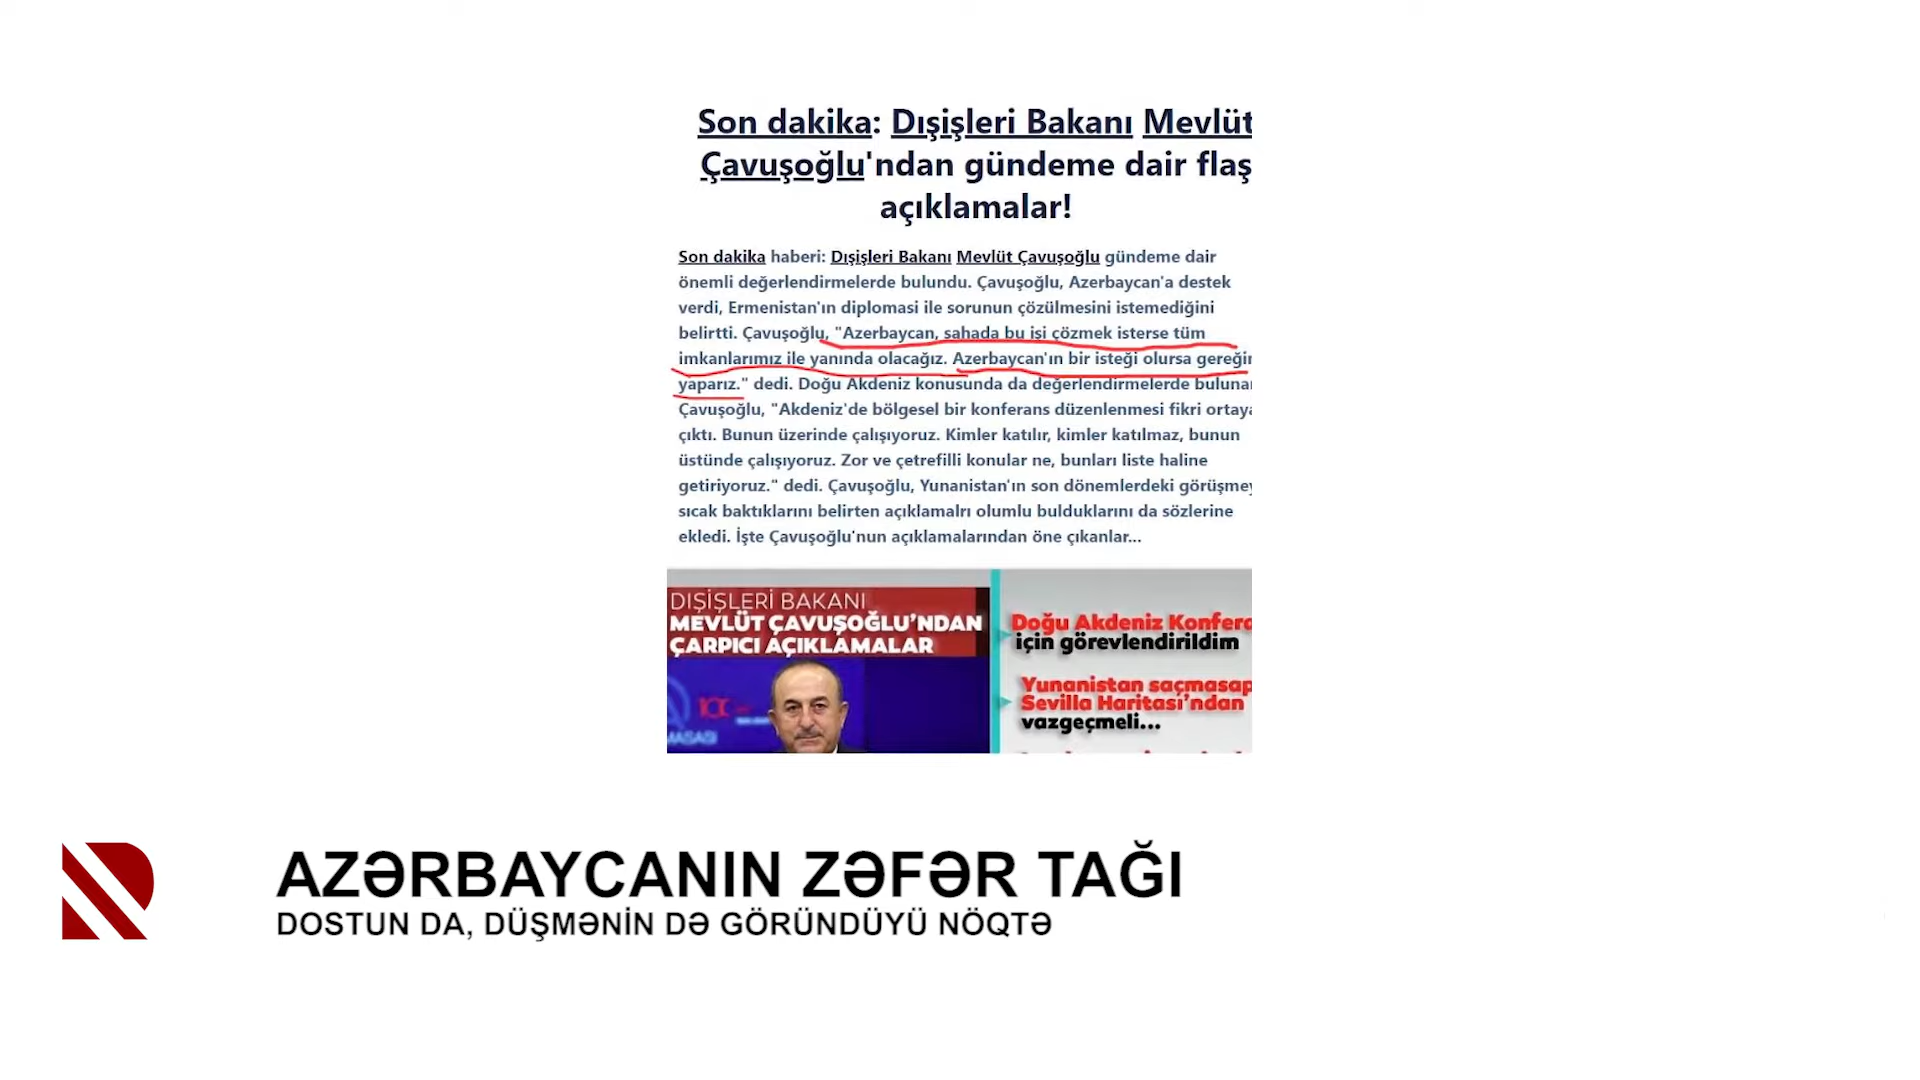 Son dakika: Dışişleri Bakanı Mevlüt
Çavuşoğlu'ndan gündeme dair flaş
açıklamalar!
Son dakika haberi: Dışişleri Bakanı Mevlüt Çavuşoğlu gündeme dair
önemli değerlendirmelerde bulundu. Çavuşoğlu, Azerbaycan'a destek
verdi, Ermenistan'ın diplomasi ile sorunun çözülmesini istemediğini
belirtti. Çavuşoğlu, "Azerbaycan, sahada bu işi çözmek isterse tüm
imkanlarımız ile yanında olacağız. Azerbaycan'ın bir isteği olursa
yaparız." dedi. Doğu Akdeniz konusunda da değerlendirmelerde
Çavuşoğlu, "Akdeniz'de bölgesel bir konferans düzenlenmesi fikri
çıktı. Bunun üzerinde çalışıyoruz. Kimler katılır, kimler katılmaz, bunun
üstünde çalışıyoruz. Zor ve çetrefilli konular ne, bunları liste haline
getiriyoruz." dedi. Çavuşoğlu, Yunanistan'ın son dönemlerdeki
sıcak baktıklarını belirten açıklamalrı olumlu bulduklarını da sözlerine
ekledi. İşte Çavuşoğlu'nun açıklamalarından öne çıkanlar...
DIŞİŞLERİ BAKANI
MEVLÜT ÇAVUŞOĞLU'NDAN
ÇARPICI AÇIKLAMALAR
Doğu Akdeniz
için görevlendirildim
Yunanistan
Sevilla Haritası'ndan
vazgeçmeli...
AZƏRBAYCANIN ZƏFƏR TAĞI
DOSTUN DA, DÜŞMƏNİN DƏ GÖRÜNDÜYÜ NÖQTƏ